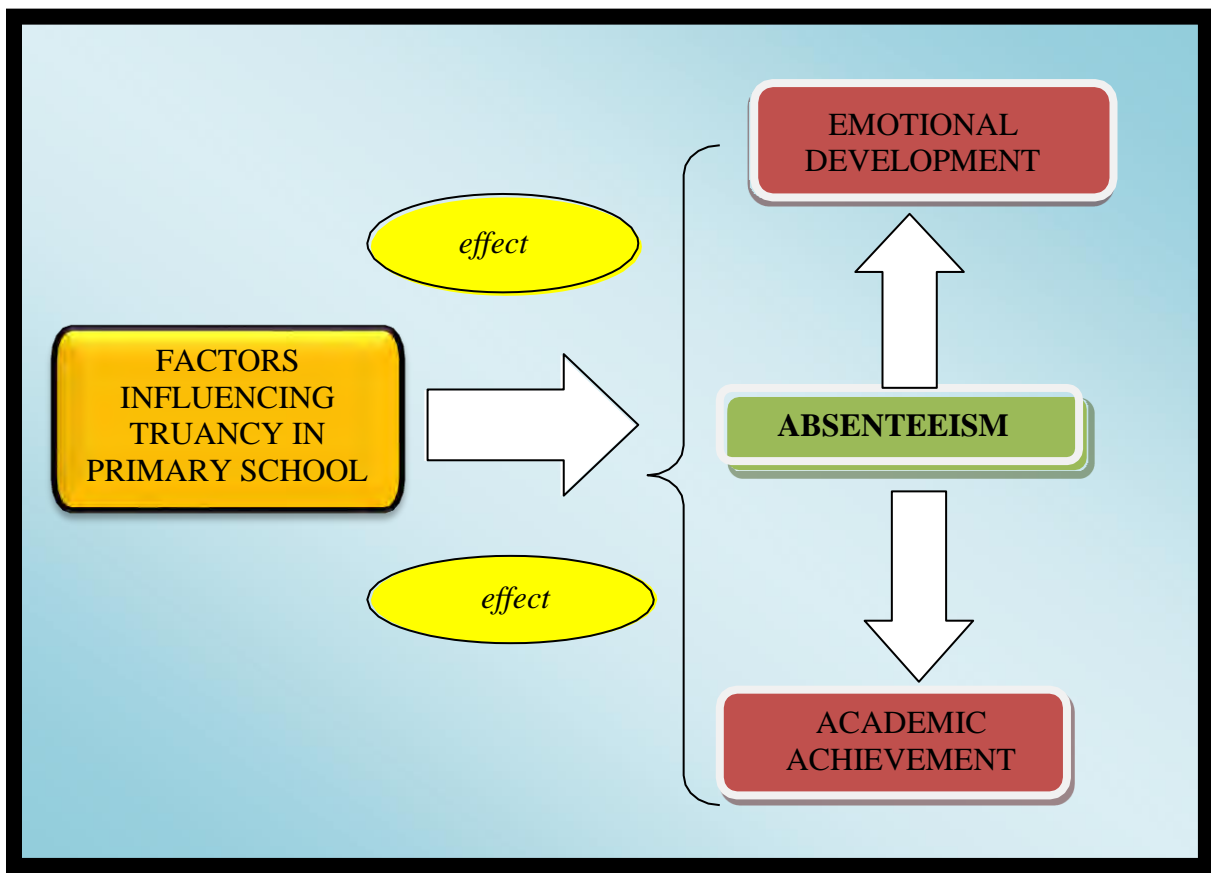 EMOTIONAL
DEVELOPMENT
effect
FACTORS
INFLUENCING
TRUANCY IN
PRIMARY SCHOOL
ABSENTEEISM
effect
ACADEMIC
ACHIEVEMENT